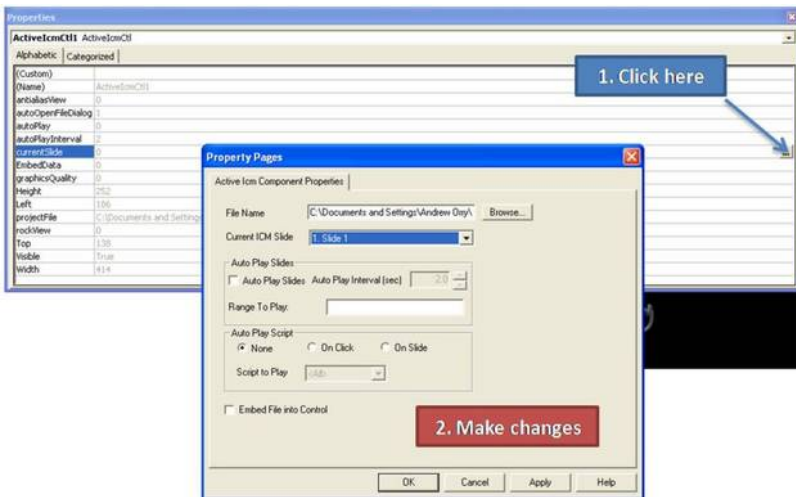 Properties
ActiveIcmCtl1 ActiveIcmCtl
Alphabetic Categorized
(Custom)
(Name) ActiveIcmCtl1
antialiasView 0
autoOpenFileDialog 1
autoPlay 0
autoPlayInterval 2
currentSlide 0
EmbedData 0
graphicsQuality 0
Height 252
Left 186
projectFile C:\Documents and Settings
rockView 0
Top 138
Visible True
Width 414
1. Click here
...
Property Pages
Active Icm Component Properties
File Name C:\Documents and Settings\Andrew Orry\ Browse...
Current ICM Slide 1. Slide 1
Auto Play Slides
Auto Play Slides Auto Play Interval (sec) 2.0
Range To Play:
Auto Play Script
None On Click On Slide
Script to Play (All)
Embed File into Control
2. Make changes
OK Cancel Apply Help